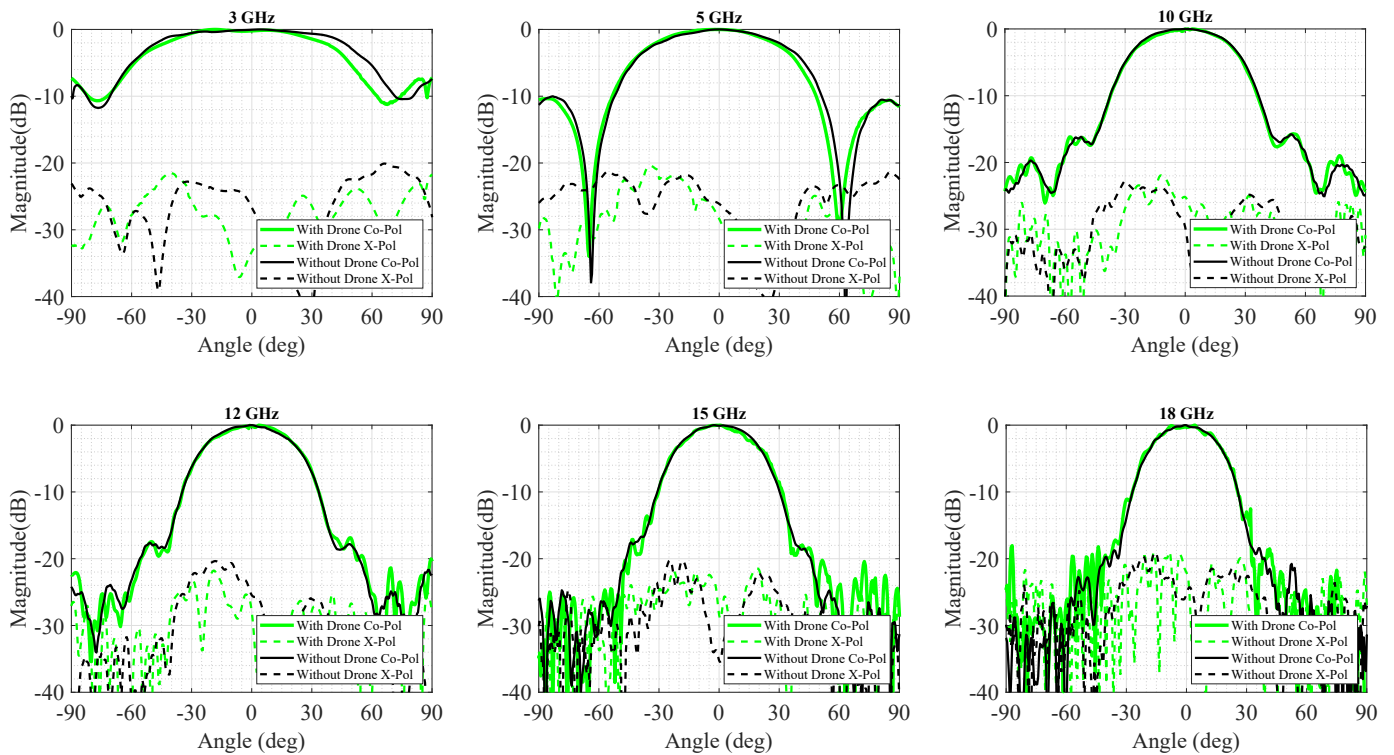 3 GHz
0
-10
-20
-30
-40
Magnitude(dB)
With Drone Co-Pol
With Drone X-Pol
Without Drone Co-Pol
Without Drone X-Pol
-90 -60 -30 0 30 60 90
Angle (deg)
5 GHz
0
-10
-20
-30
-40
Magnitude(dB)
With Drone Co-Pol
With Drone X-Pol
Without Drone Co-Pol
Without Drone X-Pol
-90 -60 -30 0 30 60 90
Angle (deg)
10 GHz
0
-10
-20
-30
-40
Magnitude(dB)
With Drone Co-Pol
With Drone X-Pol
Without Drone Co-Pol
Without Drone X-Pol
-90 -60 -30 0 30 60 90
Angle (deg)
12 GHz
0
-10
-20
-30
-40
Magnitude(dB)
With Drone Co-Pol
With Drone X-Pol
Without Drone Co-Pol
Without Drone X-Pol
-90 -60 -30 0 30 60 90
Angle (deg)
15 GHz
0
-10
-20
-30
-40
Magnitude(dB)
With Drone Co-Pol
With Drone X-Pol
Without Drone Co-Pol
Without Drone X-Pol
-90 -60 -30 0 30 60 90
Angle (deg)
18 GHz
0
-10
-20
-30
-40
Magnitude(dB)
With Drone Co-Pol
With Drone X-Pol
Without Drone Co-Pol
Without Drone X-Pol
-90 -60 -30 0 30 60 90
Angle (deg)